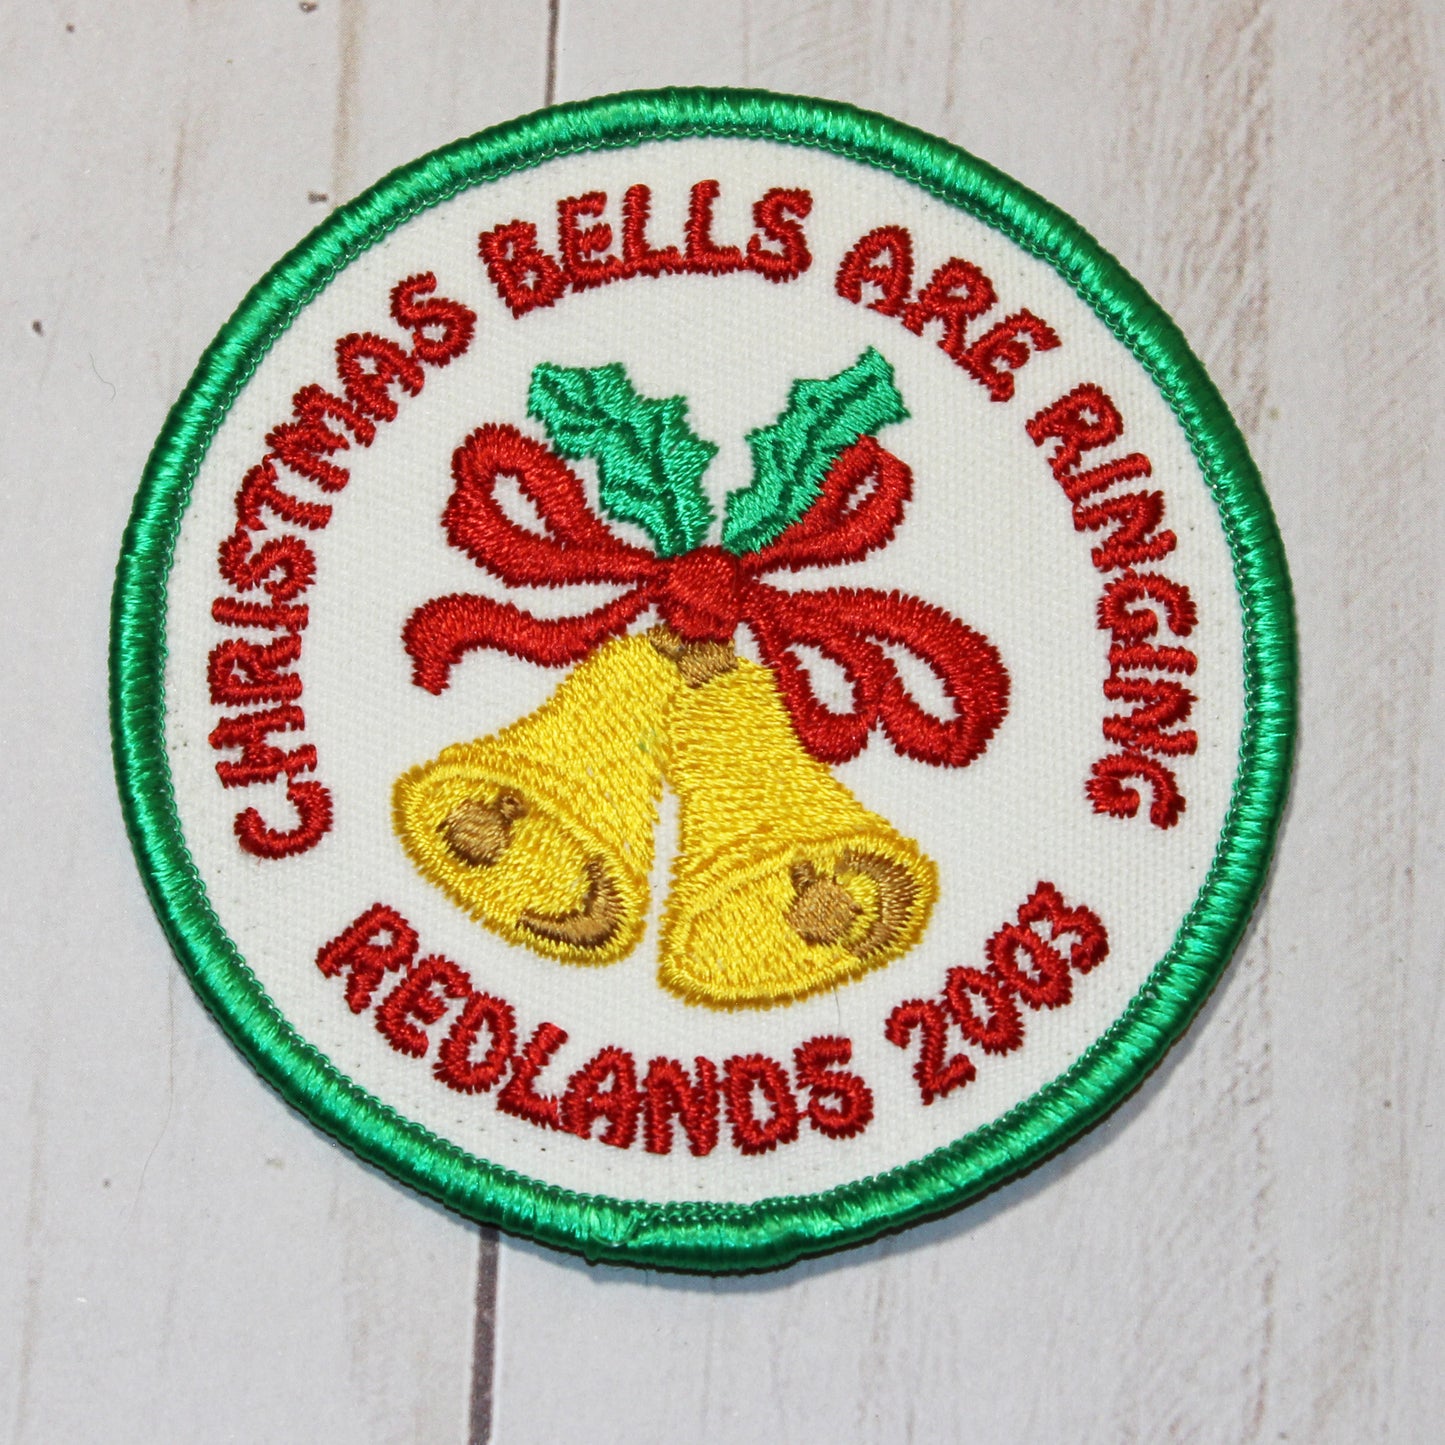 CHRISTMAS BELLS ARE RINGING
REDLANDS 2003